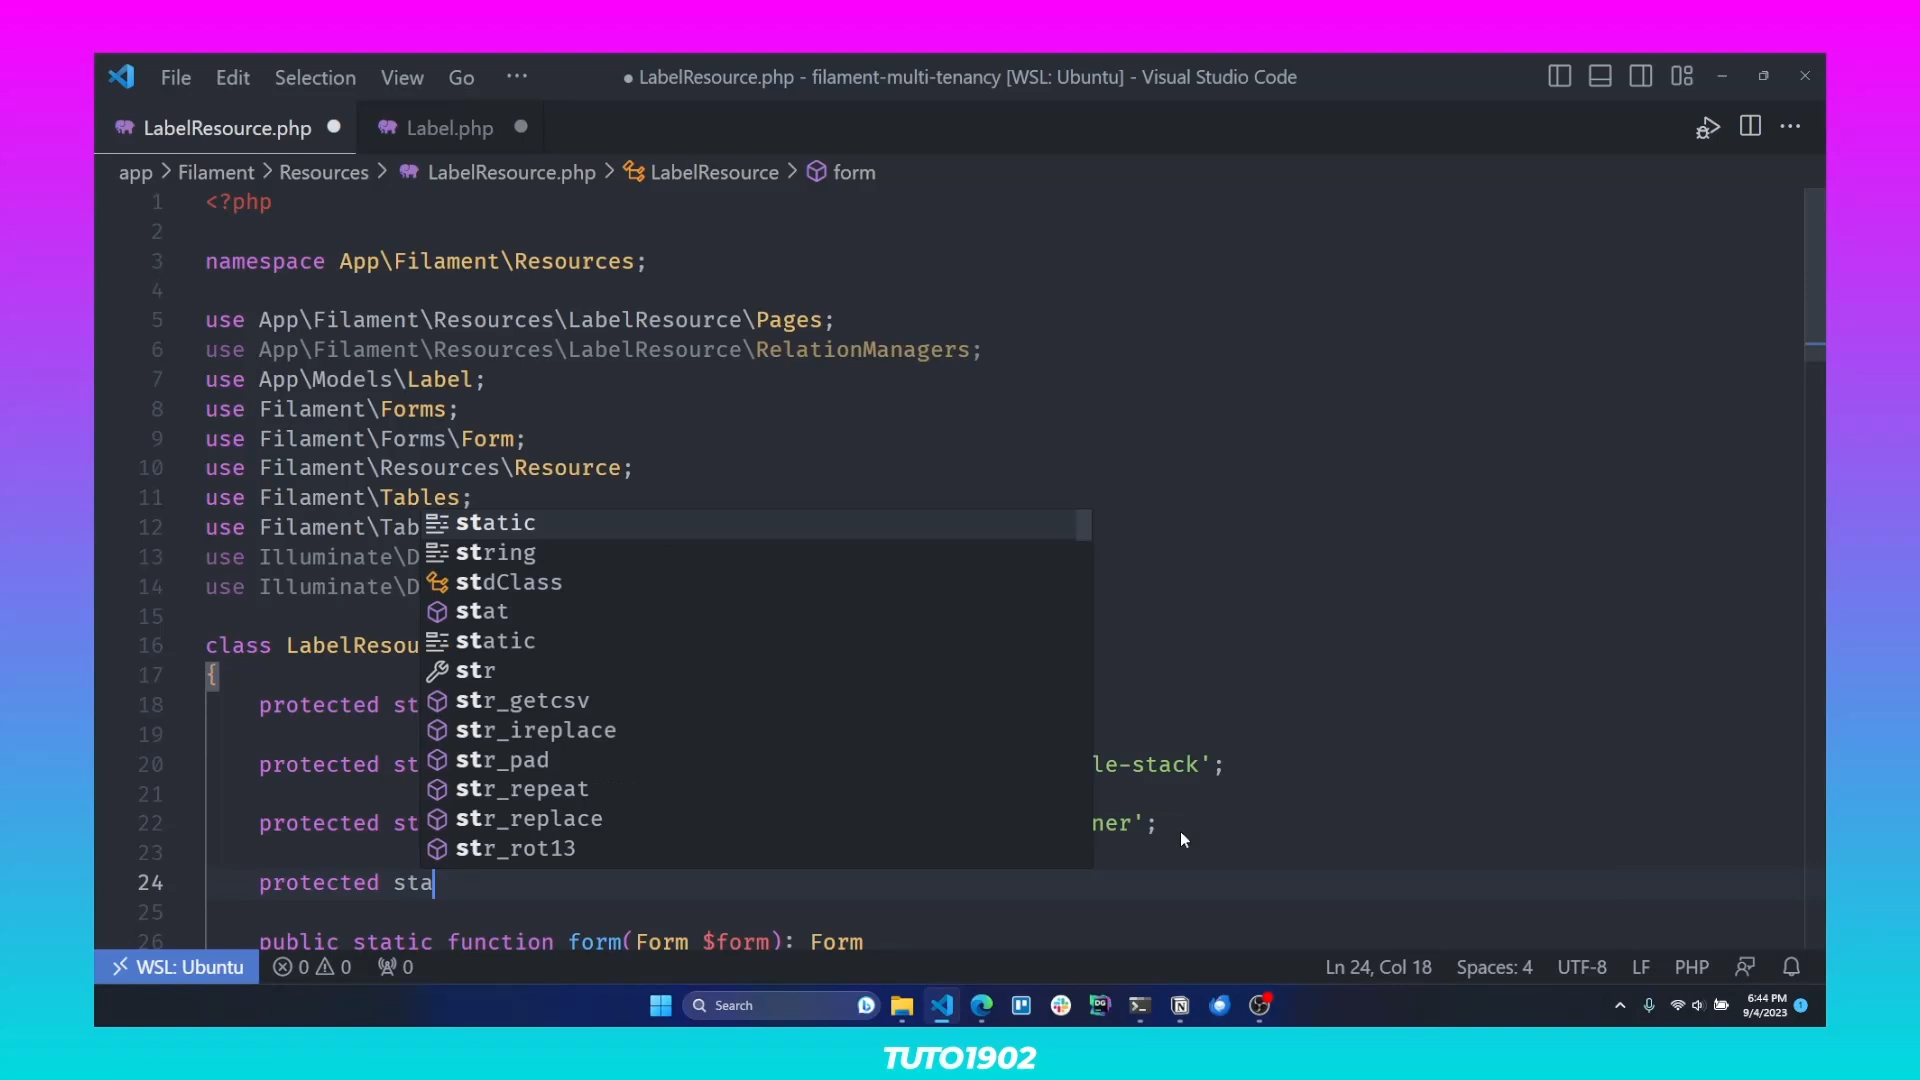 File Edit Selection View Go ··· ● LabelResource.php - filament-multi-tenancy [WSL: Ubuntu] - Visual Studio Code
LabelResource.php Label.php
app > Filament > Resources > LabelResource.php > LabelResource > form
1 <?php
2
3 namespace App\Filament\Resources;
4
5 use App\Filament\Resources\LabelResource\Pages;
6 use App\Filament\Resources\LabelResource\RelationManagers;
7 use App\Models\Label;
8 use Filament\Forms;
9 use Filament\Forms\Form;
10 use Filament\Resources\Resource;
11 use Filament\Tables;
12 use Filament\Tab
13 use Illuminate\D
14 use Illuminate\D
15
16 class LabelResou
17 {
18 protected st
19
20 protected st le-stack';
21
22 protected st ner';
23
24 protected sta
25
26 public static function form(Form $form): Form
static
string
stdClass
stat
static
str
str_getcsv
str_ireplace
str_pad
str_repeat
str_replace
str_rot13
WSL: Ubuntu 0 0 0 Ln 24, Col 18 Spaces: 4 UTF-8 LF PHP
Search 6:44 PM
9/4/2023 1
TUTO1902